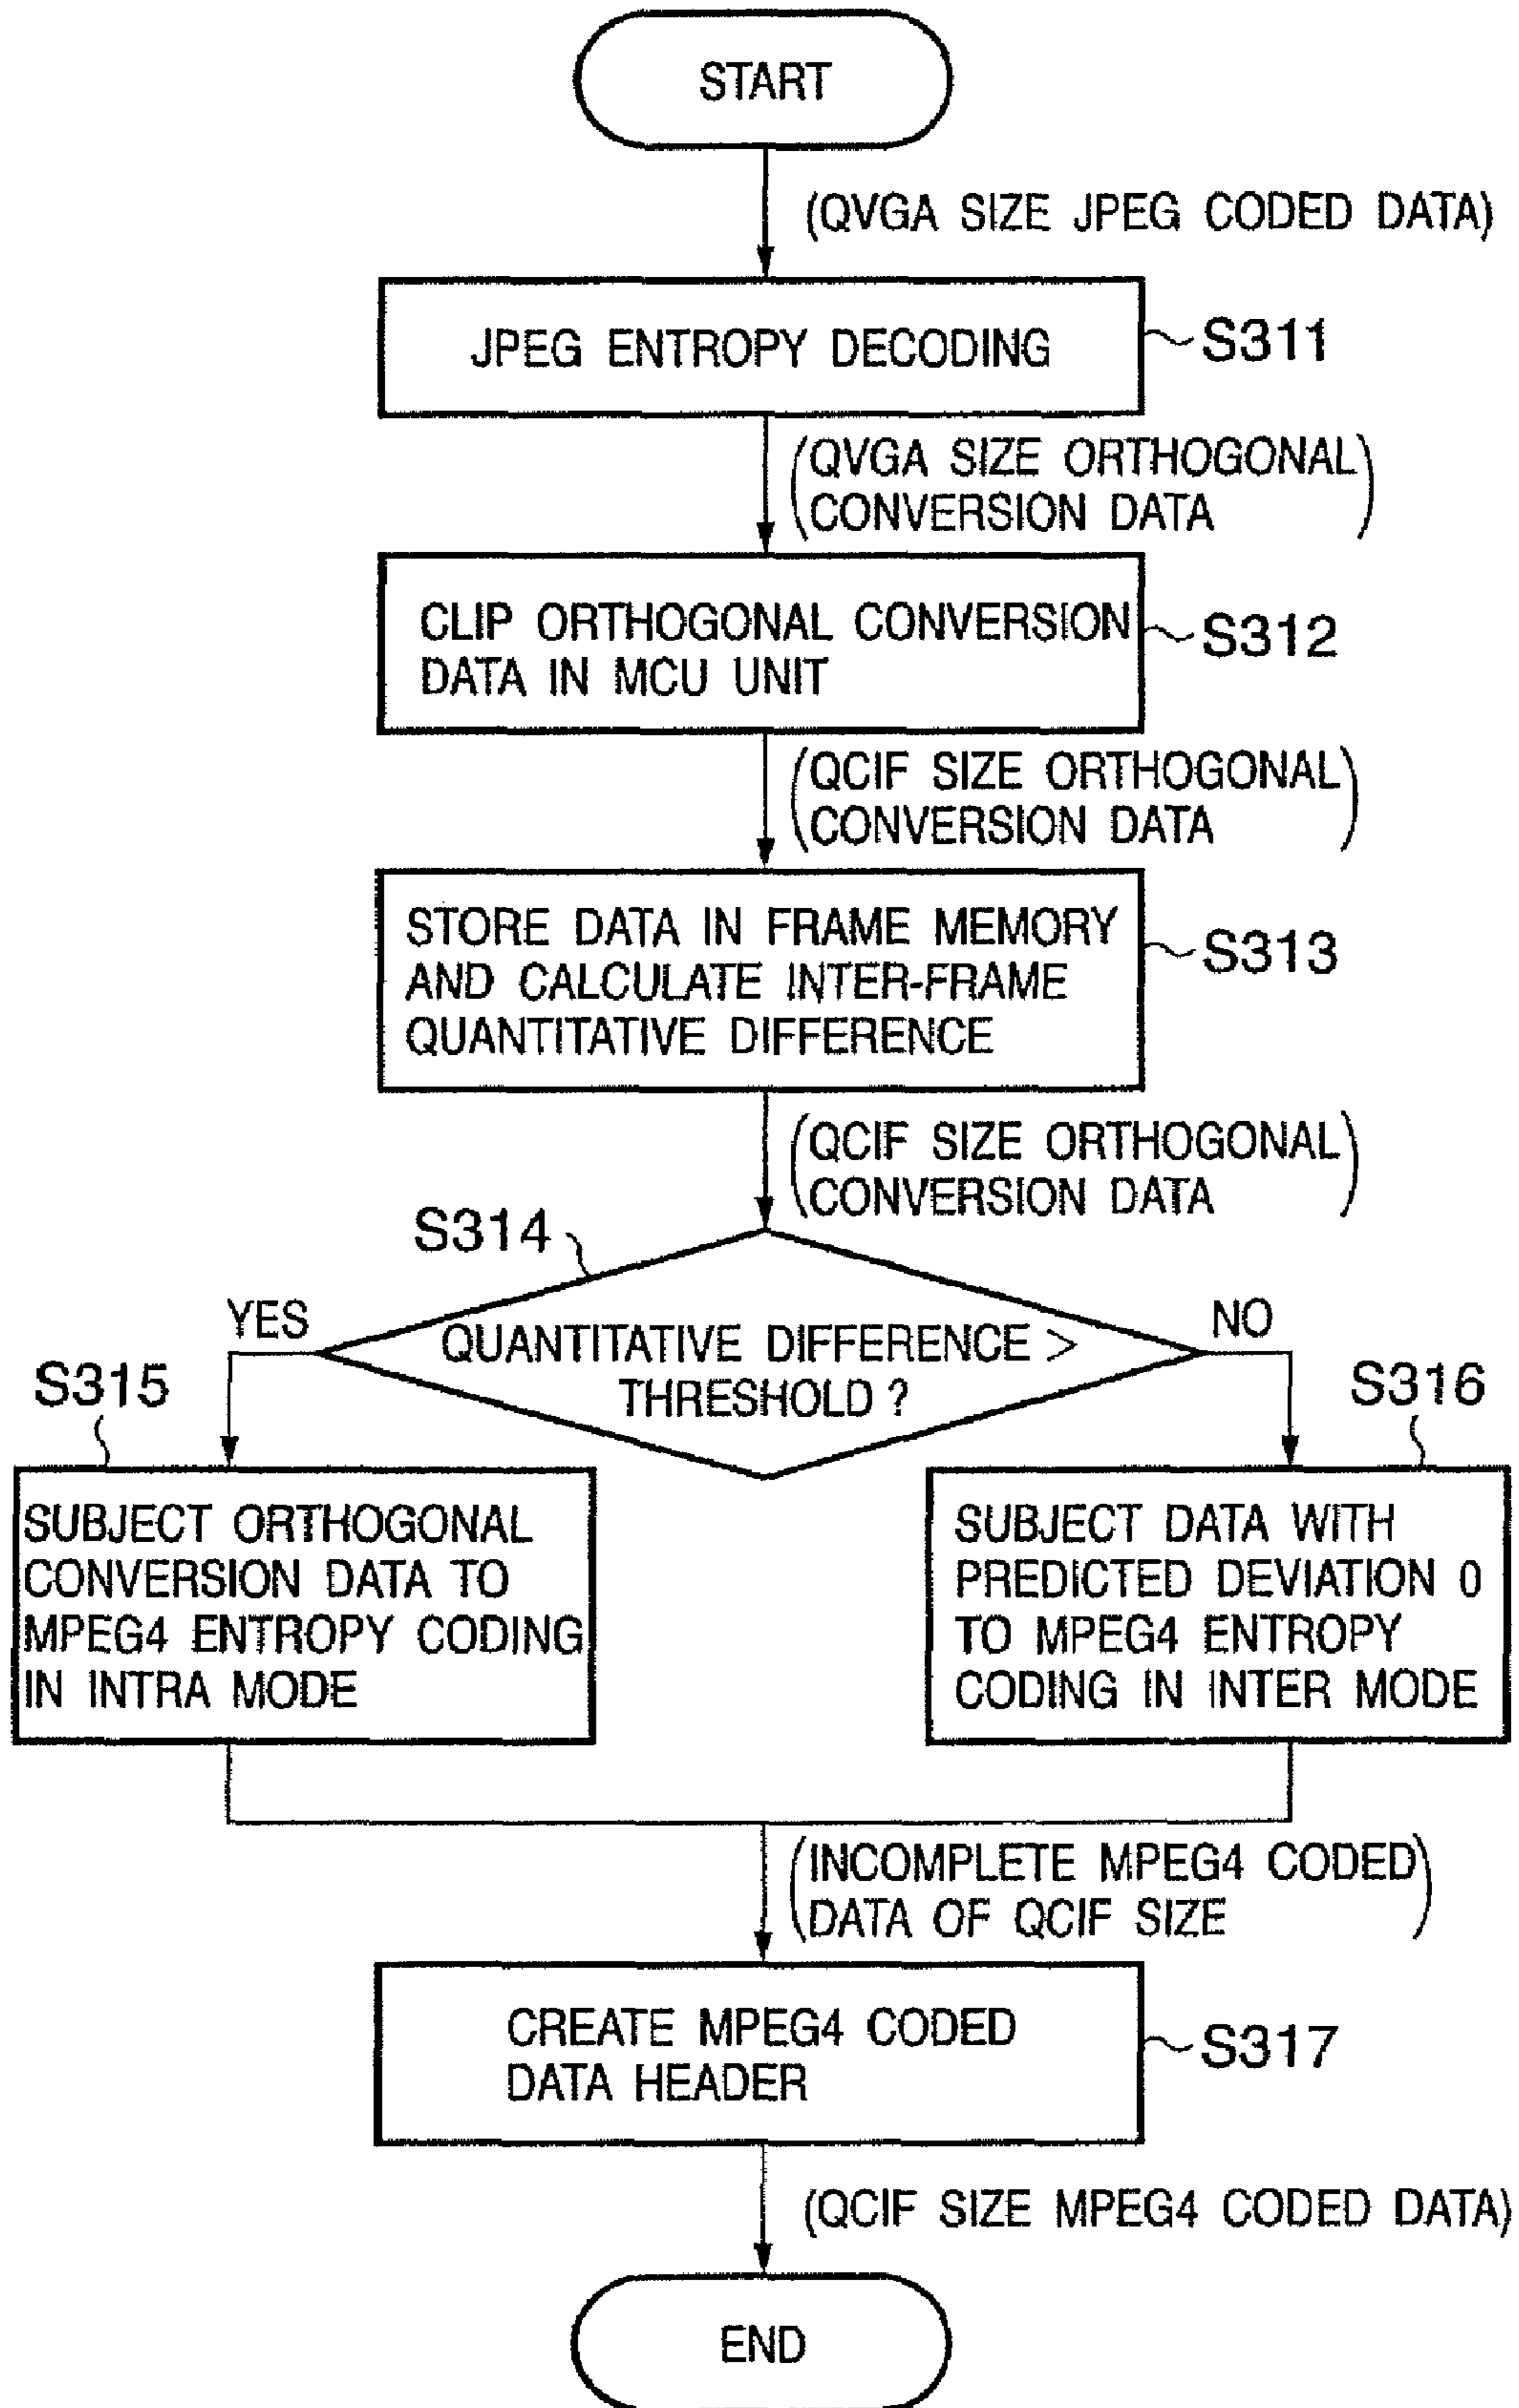 START
(QVGA SIZE JPEG CODED DATA)
JPEG ENTROPY DECODING
S311
(QVGA SIZE ORTHOGONAL
CONVERSION DATA)
CLIP ORTHOGONAL CONVERSION
DATA IN MCU UNIT
S312
(QCIF SIZE ORTHOGONAL
CONVERSION DATA)
STORE DATA IN FRAME MEMORY
AND CALCULATE INTER-FRAME
QUANTITATIVE DIFFERENCE
S313
(QCIF SIZE ORTHOGONAL
CONVERSION DATA)
S314
QUANTITATIVE DIFFERENCE >
THRESHOLD ?
YES
NO
S315
SUBJECT ORTHOGONAL
CONVERSION DATA TO
MPEG4 ENTROPY CODING
IN INTRA MODE
S316
SUBJECT DATA WITH
PREDICTED DEVIATION 0
TO MPEG4 ENTROPY
CODING IN INTER MODE
(INCOMPLETE MPEG4 CODED
DATA OF QCIF SIZE)
CREATE MPEG4 CODED
DATA HEADER
S317
(QCIF SIZE MPEG4 CODED DATA)
END